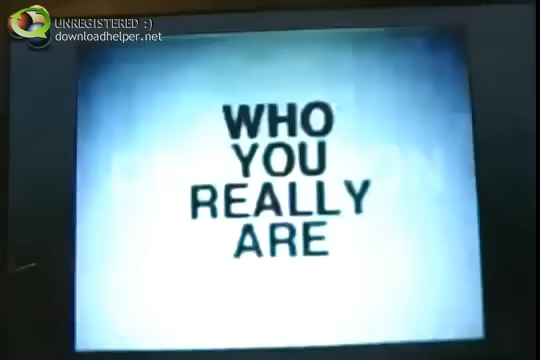 UNREGISTERED :)
downloadhelper.net
WHO
YOU
REALLY
ARE